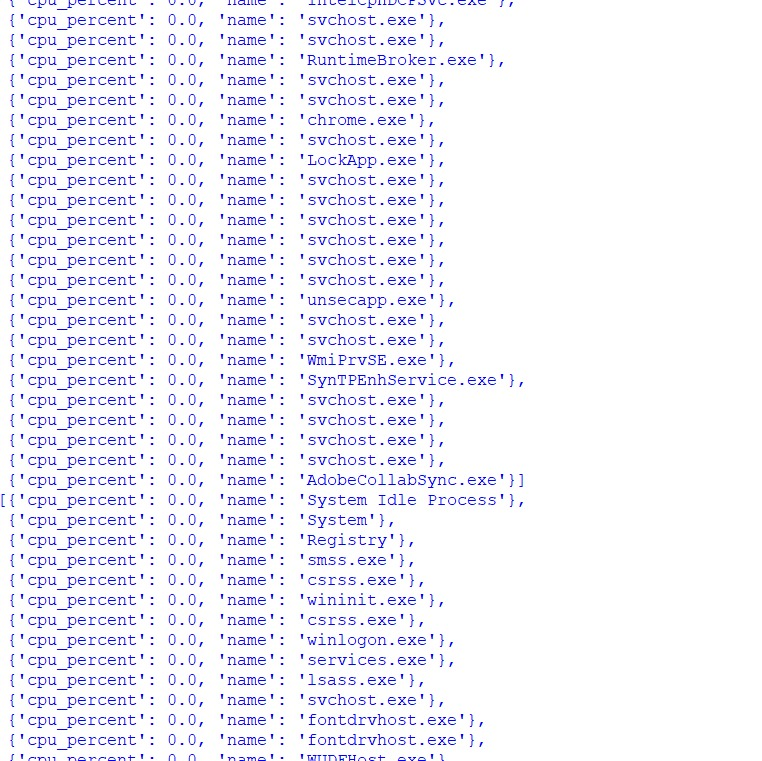 {'cpu_percent': 0.0, 'name': 'IntelCpHDCPSvc.exe'},
{'cpu_percent': 0.0, 'name': 'svchost.exe'},
{'cpu_percent': 0.0, 'name': 'svchost.exe'},
{'cpu_percent': 0.0, 'name': 'RuntimeBroker.exe'},
{'cpu_percent': 0.0, 'name': 'svchost.exe'},
{'cpu_percent': 0.0, 'name': 'svchost.exe'},
{'cpu_percent': 0.0, 'name': 'chrome.exe'},
{'cpu_percent': 0.0, 'name': 'svchost.exe'},
{'cpu_percent': 0.0, 'name': 'LockApp.exe'},
{'cpu_percent': 0.0, 'name': 'svchost.exe'},
{'cpu_percent': 0.0, 'name': 'svchost.exe'},
{'cpu_percent': 0.0, 'name': 'svchost.exe'},
{'cpu_percent': 0.0, 'name': 'svchost.exe'},
{'cpu_percent': 0.0, 'name': 'svchost.exe'},
{'cpu_percent': 0.0, 'name': 'svchost.exe'},
{'cpu_percent': 0.0, 'name': 'unsecapp.exe'},
{'cpu_percent': 0.0, 'name': 'svchost.exe'},
{'cpu_percent': 0.0, 'name': 'svchost.exe'},
{'cpu_percent': 0.0, 'name': 'WmiPrvSE.exe'},
{'cpu_percent': 0.0, 'name': 'SynTPEnhService.exe'},
{'cpu_percent': 0.0, 'name': 'svchost.exe'},
{'cpu_percent': 0.0, 'name': 'svchost.exe'},
{'cpu_percent': 0.0, 'name': 'svchost.exe'},
{'cpu_percent': 0.0, 'name': 'svchost.exe'},
{'cpu_percent': 0.0, 'name': 'AdobeCollabSync.exe'}]
[{'cpu_percent': 0.0, 'name': 'System Idle Process'},
{'cpu_percent': 0.0, 'name': 'System'},
{'cpu_percent': 0.0, 'name': 'Registry'},
{'cpu_percent': 0.0, 'name': 'smss.exe'},
{'cpu_percent': 0.0, 'name': 'csrss.exe'},
{'cpu_percent': 0.0, 'name': 'wininit.exe'},
{'cpu_percent': 0.0, 'name': 'csrss.exe'},
{'cpu_percent': 0.0, 'name': 'winlogon.exe'},
{'cpu_percent': 0.0, 'name': 'services.exe'},
{'cpu_percent': 0.0, 'name': 'lsass.exe'},
{'cpu_percent': 0.0, 'name': 'svchost.exe'},
{'cpu_percent': 0.0, 'name': 'fontdrvhost.exe'},
{'cpu_percent': 0.0, 'name': 'fontdrvhost.exe'},
{'cpu_percent': 0.0, 'name': 'WUDFHost.exe'},